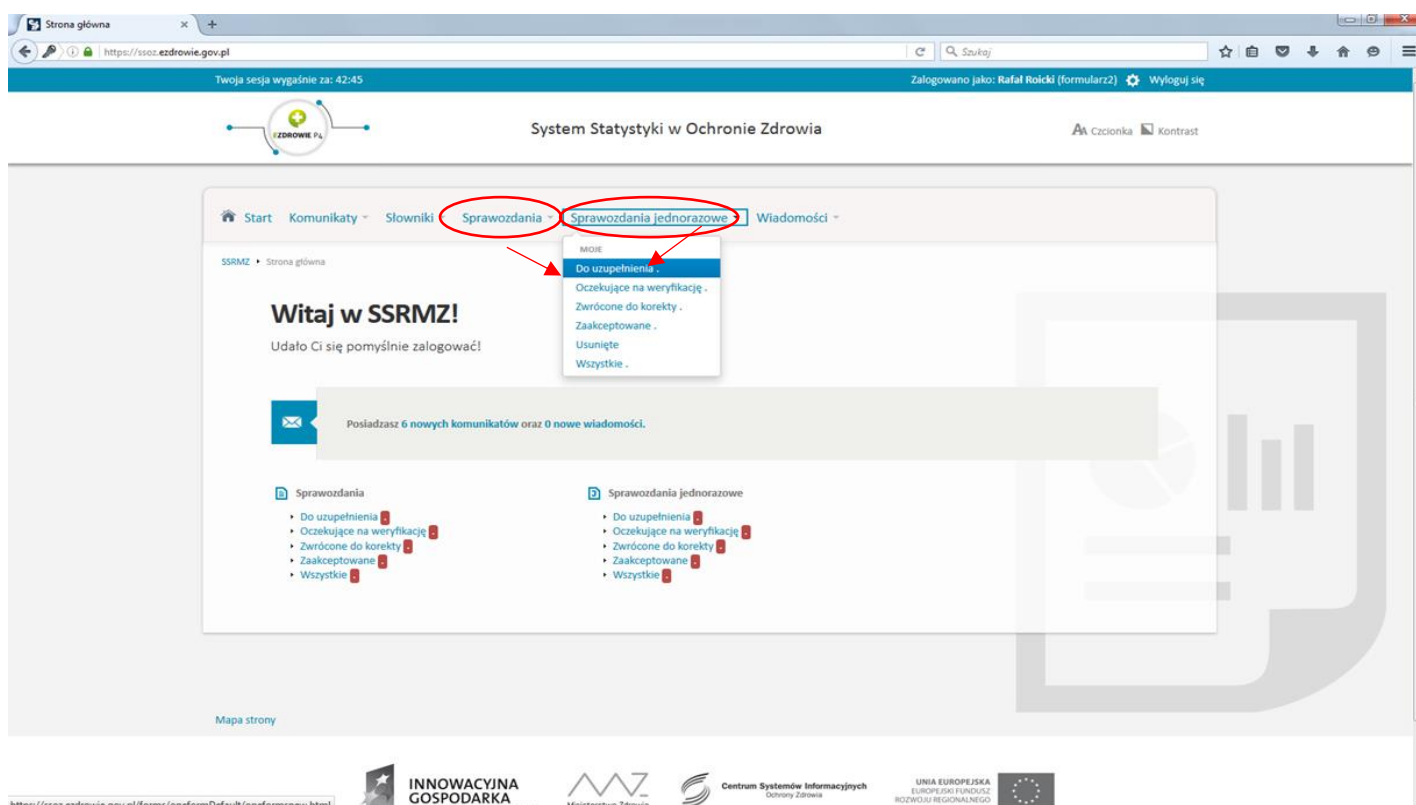 Strona główna
https://ssoz.ezdrowie.gov.pl
Szukaj
Twoja sesja wygaśnie za: 42:45
Zalogowano jako: Rafał Roicki (formularz2) Wyloguj się
EZDROWIE P4
System Statystyki w Ochronie Zdrowia
AA Czcionka Kontrast
Start Komunikaty Słowniki Sprawozdania Sprawozdania jednorazowe Wiadomości
SSRMZ Strona główna
MOJE
Do uzupełnienia .
Oczekujące na weryfikację .
Zwrócone do korekty .
Zaakceptowane .
Usunięte
Wszystkie .
Witaj w SSRMZ!
Udało Ci się pomyślnie zalogować!
Posiadzasz 6 nowych komunikatów oraz 0 nowe wiadomości.
Sprawozdania
Do uzupełnienia .
Oczekujące na weryfikację .
Zwrócone do korekty .
Zaakceptowane .
Wszystkie .
Sprawozdania jednorazowe
Do uzupełnienia .
Oczekujące na weryfikację .
Zwrócone do korekty .
Zaakceptowane .
Wszystkie .
Mapa strony
INNOWACYJNA
GOSPODARKA
Ministerstwo Zdrowia
Centrum Systemów Informacyjnych
Ochrony Zdrowia
UNIA EUROPEJSKA
EUROPEJSKI FUNDUSZ
ROZWOJU REGIONALNEGO